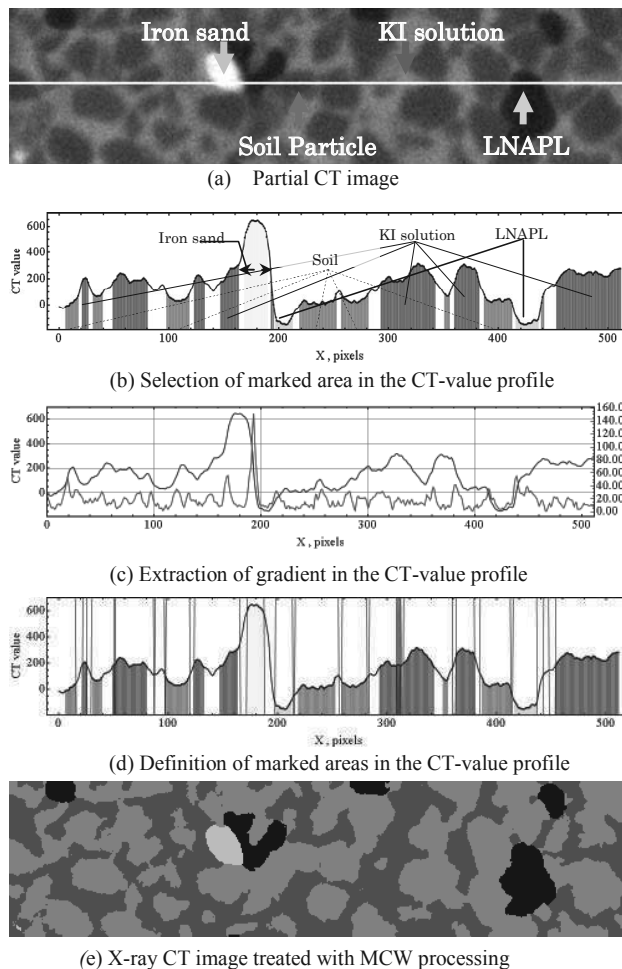 Iron sand KI solution
Soil Particle LNAPL
(a) Partial CT image
600
400
200
0
CT value
Iron sand
Soil
KI solution
LNAPL
0 100 200 300 400 500
X , pixels
(b) Selection of marked area in the CT-value profile
600
400
200
0
CT value
160.0
140.0
120.0
100.0
80.00
60.00
40.00
20.00
0.00
0 100 200 300 400 500
X , pixels
(c) Extraction of gradient in the CT-value profile
600
400
200
0
CT value
0 100 200 300 400 500
X , pixels
(d) Definition of marked areas in the CT-value profile
(e) X-ray CT image treated with MCW processing